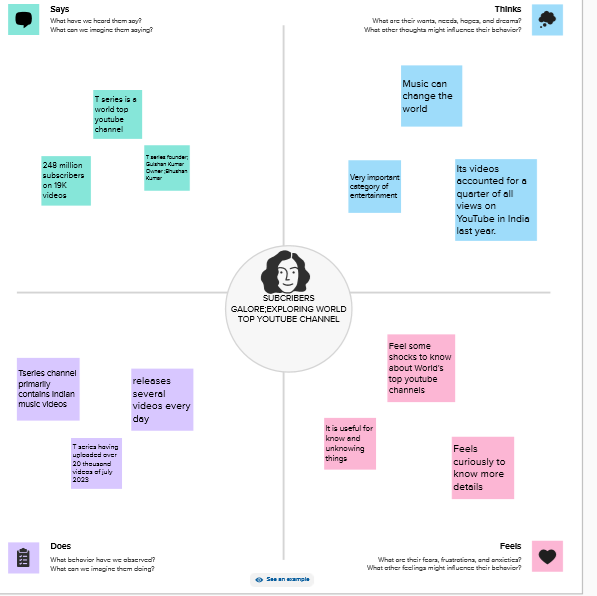 Says
What have we heard them say?
What can we imagine them saying?
Thinks
What are their wants, needs, hopes, and dreams?
What other thoughts might influence their behavior?
T series is a
world top
youtube
channel
248 million
subscribers
on 19K
videos
T series founder;
Gulshan Kumar
Owner;Bhushan
Kumar
Music can
change the
world
Very important
category of
entertainment
Its videos
accounted for a
quarter of all
views on
YouTube in India
last year.
SUBCRIBERS
GALORE;EXPLORING WORLD
TOP YOUTUBE CHANNEL
Tseries channel
primarily
contains indian
music videos
releases
several
videos every
day
T series having
uploaded over
20 thousand
videos of july
2023
Feel some
shocks to know
about World's
top youtube
channels
It is useful for
know and
unknowing
things
Feels
curiously to
know more
details
Does
What behavior have we observed?
What can we imagine them doing?
Feels
What are their fears, frustrations, and anxieties?
What other feelings might influence their behavior?
See an example